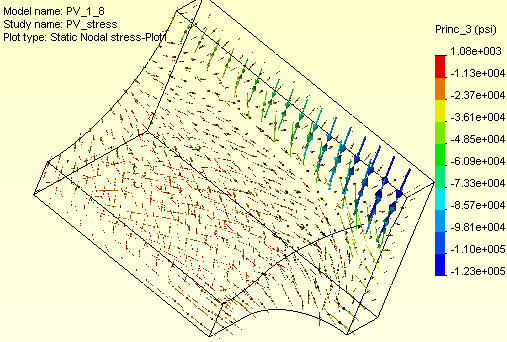 Model name: PV_1_8
Study name: PV_stress
Plot type: Static Nodal stress-Plot1
Princ_3 (psi)
1.08e+003
-1.13e+004
-2.37e+004
-3.61e+004
-4.85e+004
-6.09e+004
-7.33e+004
-8.57e+004
-9.81e+004
-1.10e+005
-1.23e+005